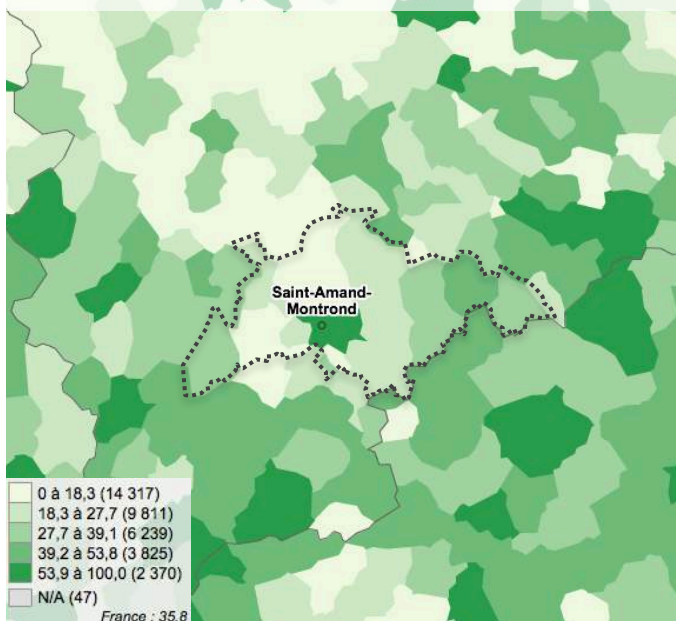 Saint-Amand-
Montrond
0 à 18,3 (14 317)
18,3 à 27,7 (9 811)
27,7 à 39,1 (6 239)
39,2 à 53,8 (3 825)
53,9 à 100,0 (2 370)
N/A (47)
France : 35,8